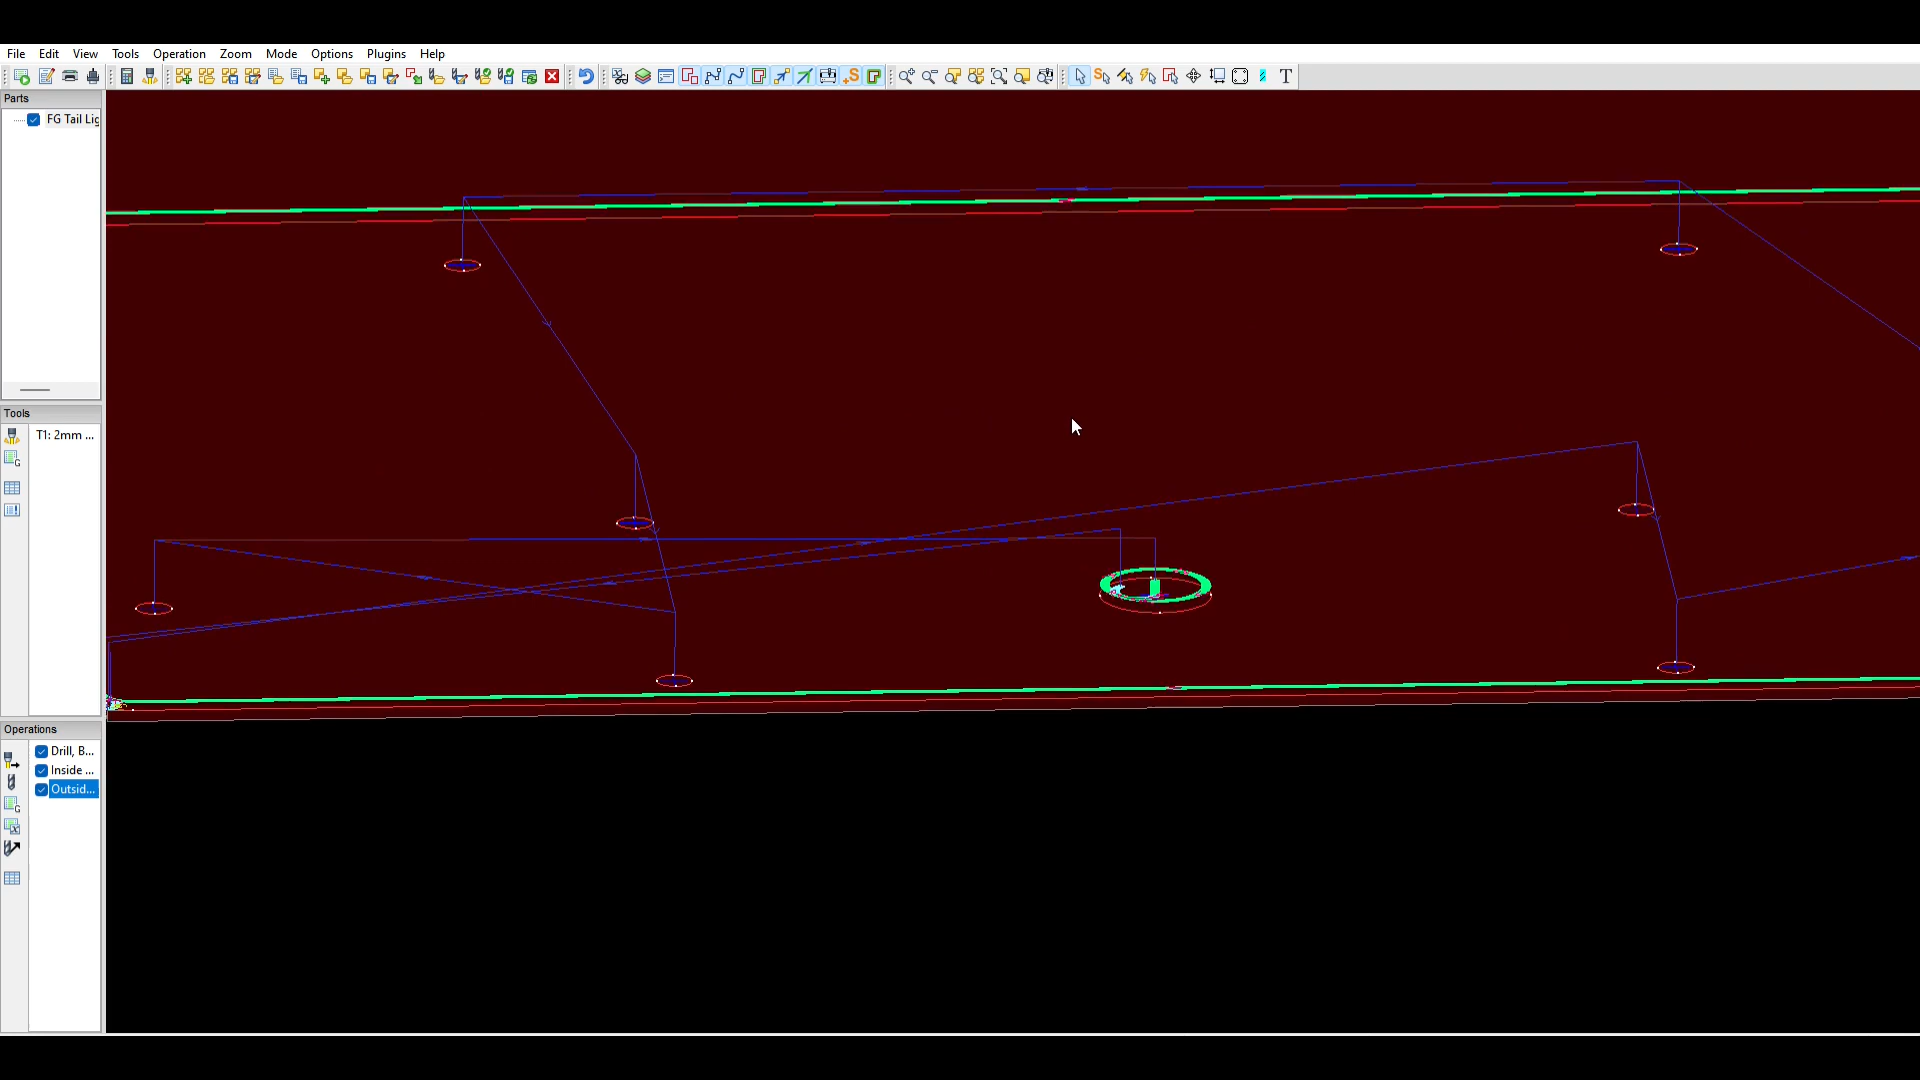 File Edit View Tools Operation Zoom Mode Options Plugins Help
Parts
FG Tail Lig
Tools
T1: 2mm ...
Operations
Drill, B...
Inside ...
Outsid...